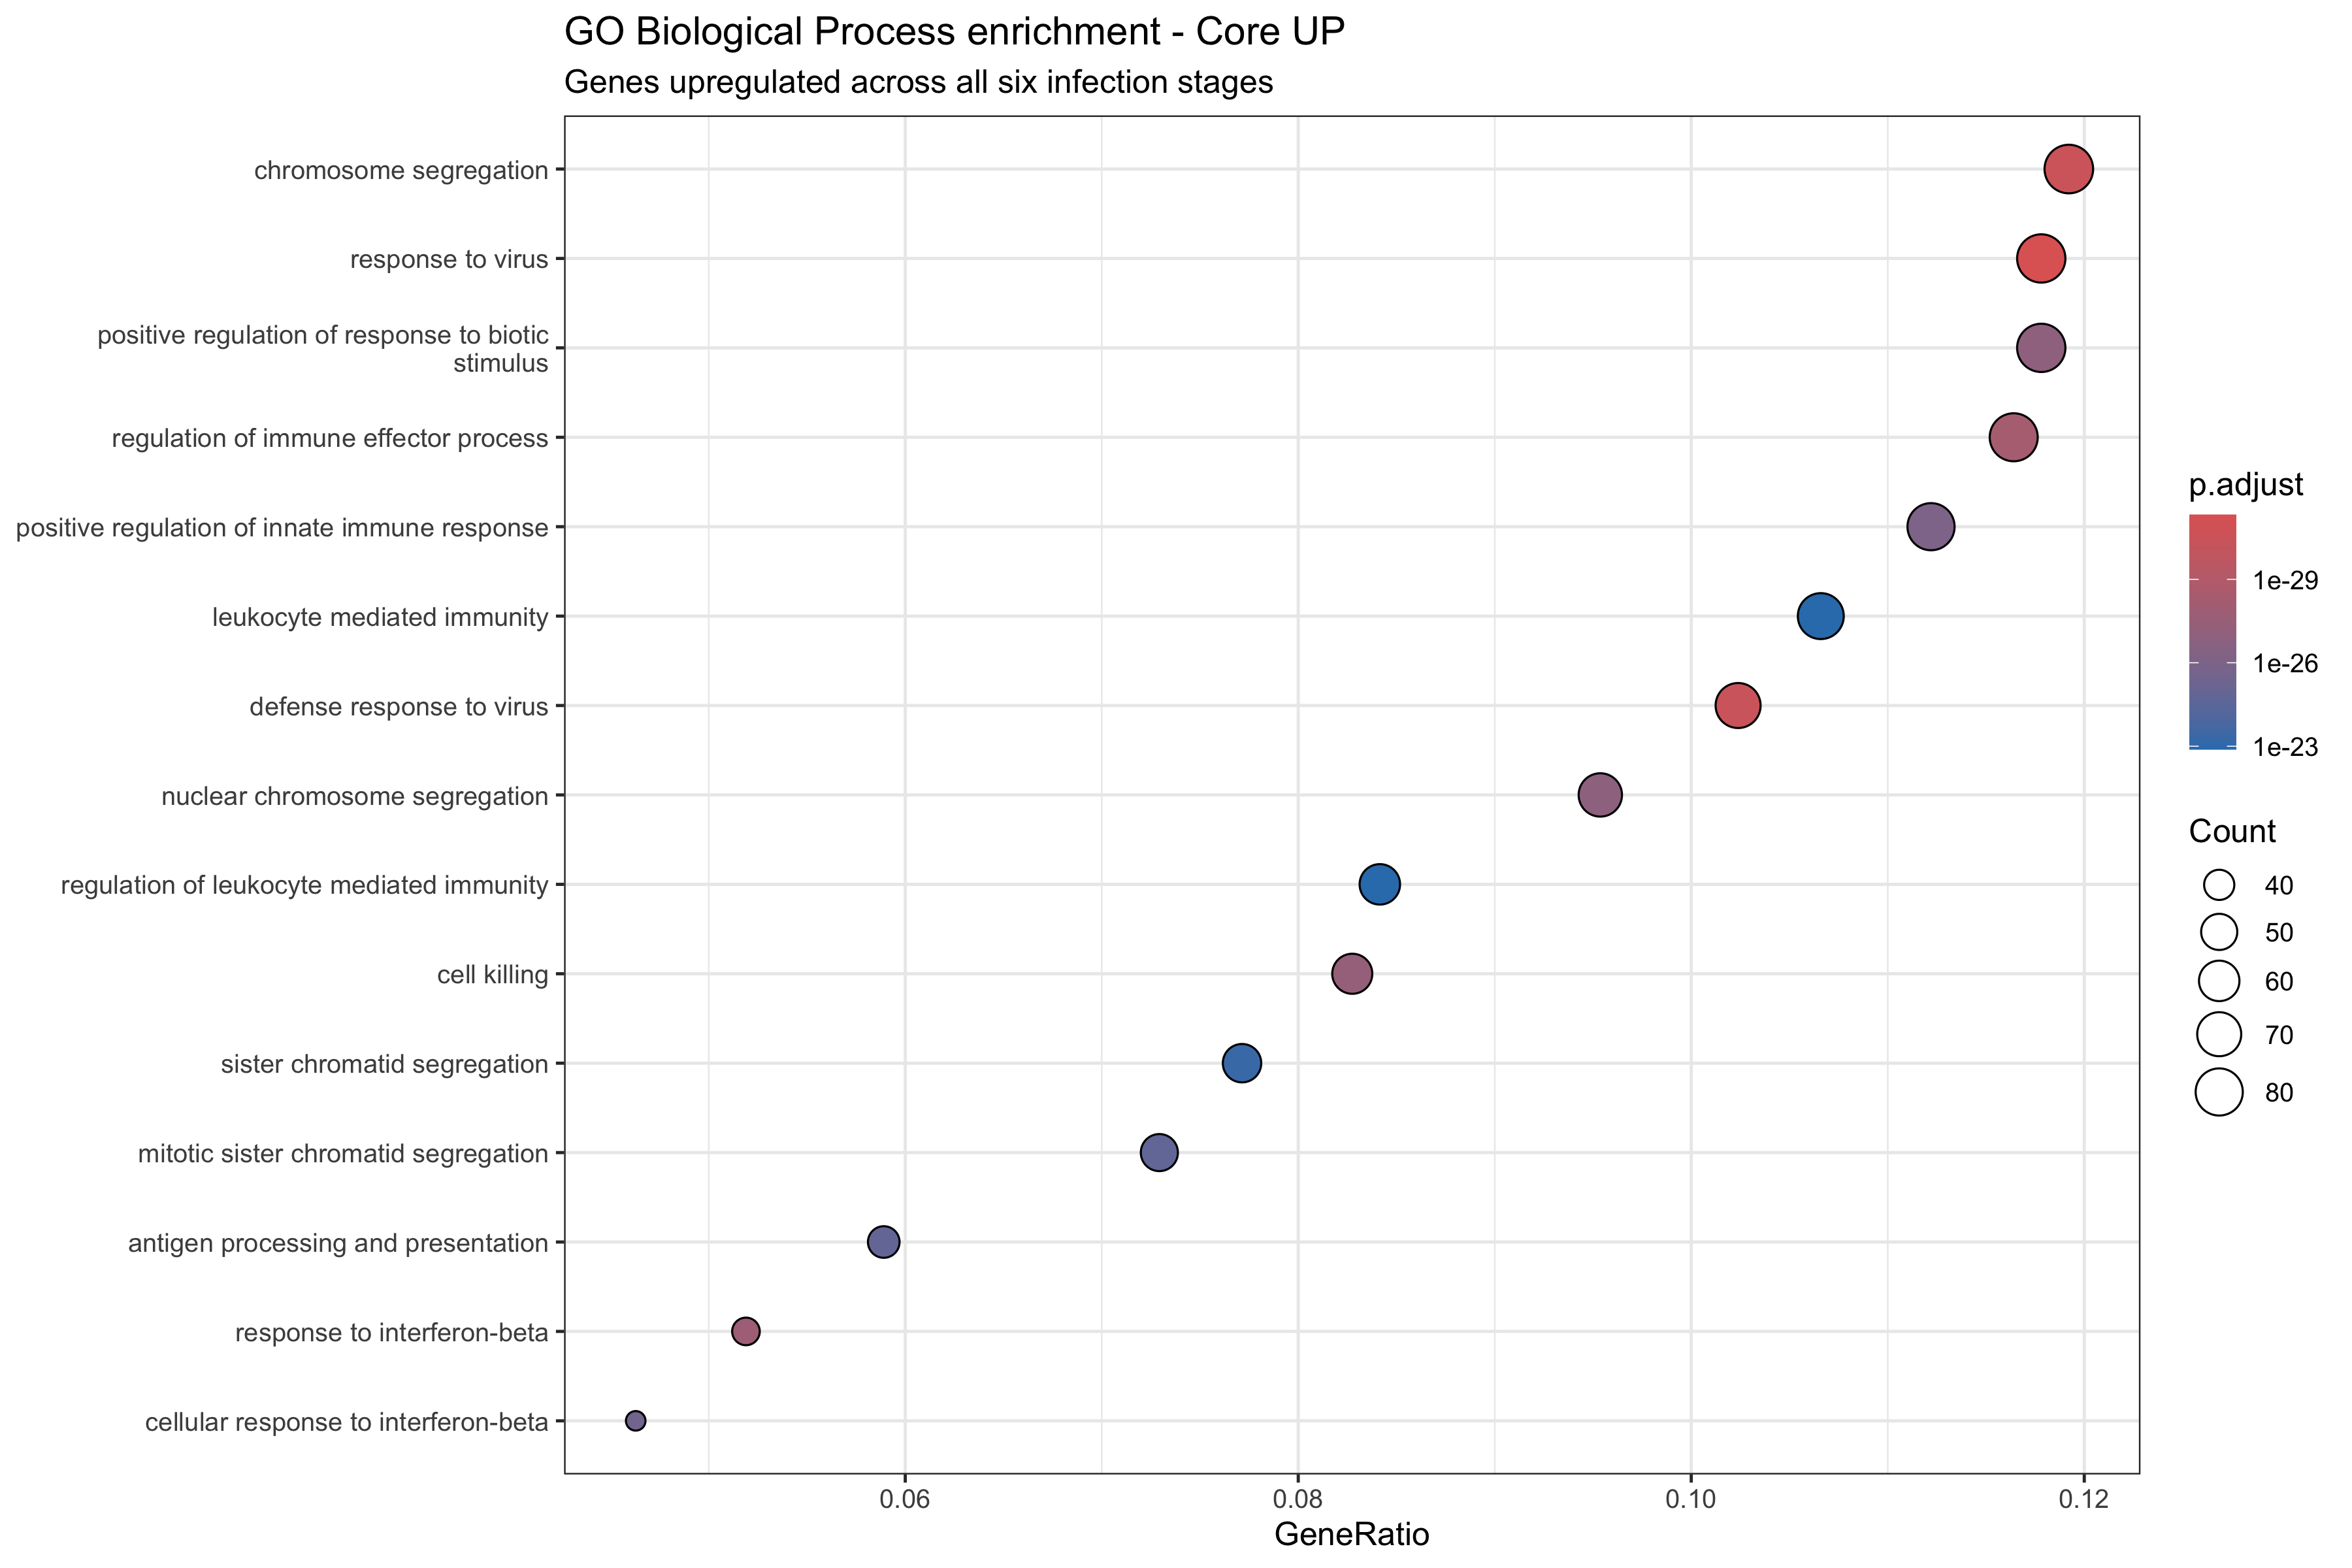 GO Biological Process enrichment - Core UP
Genes upregulated across all six infection stages
chromosome segregation
response to virus
positive regulation of response to biotic
stimulus
regulation of immune effector process
positive regulation of innate immune response
leukocyte mediated immunity
defense response to virus
nuclear chromosome segregation
regulation of leukocyte mediated immunity
cell killing
sister chromatid segregation
mitotic sister chromatid segregation
antigen processing and presentation
response to interferon-beta
cellular response to interferon-beta
0.06 0.08 0.10 0.12
GeneRatio
p.adjust
1e-29
1e-26
1e-23
Count
40
50
60
70
80